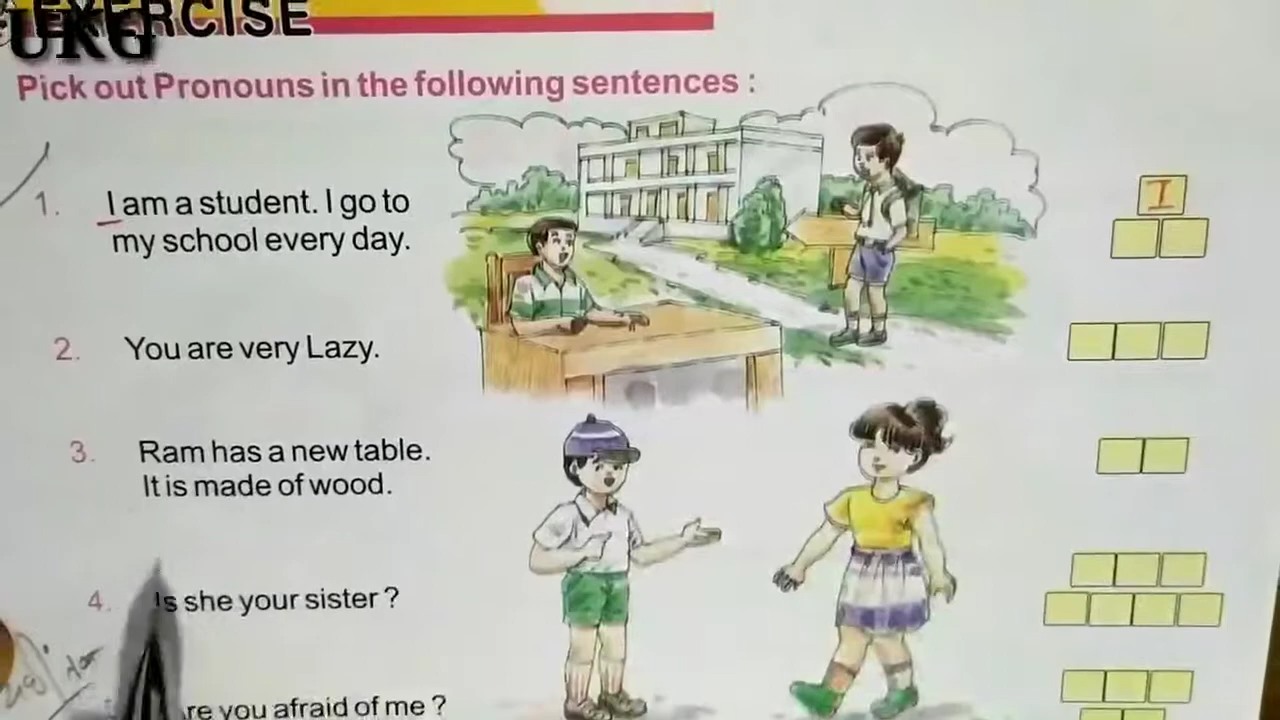 EXERCISE
UKG
Pick out Pronouns in the following sentences :
1. I am a student. I go to
my school every day.
I
2. You are very Lazy.
3. Ram has a new table.
It is made of wood.
4. Is she your sister ?
re you afraid of me ?